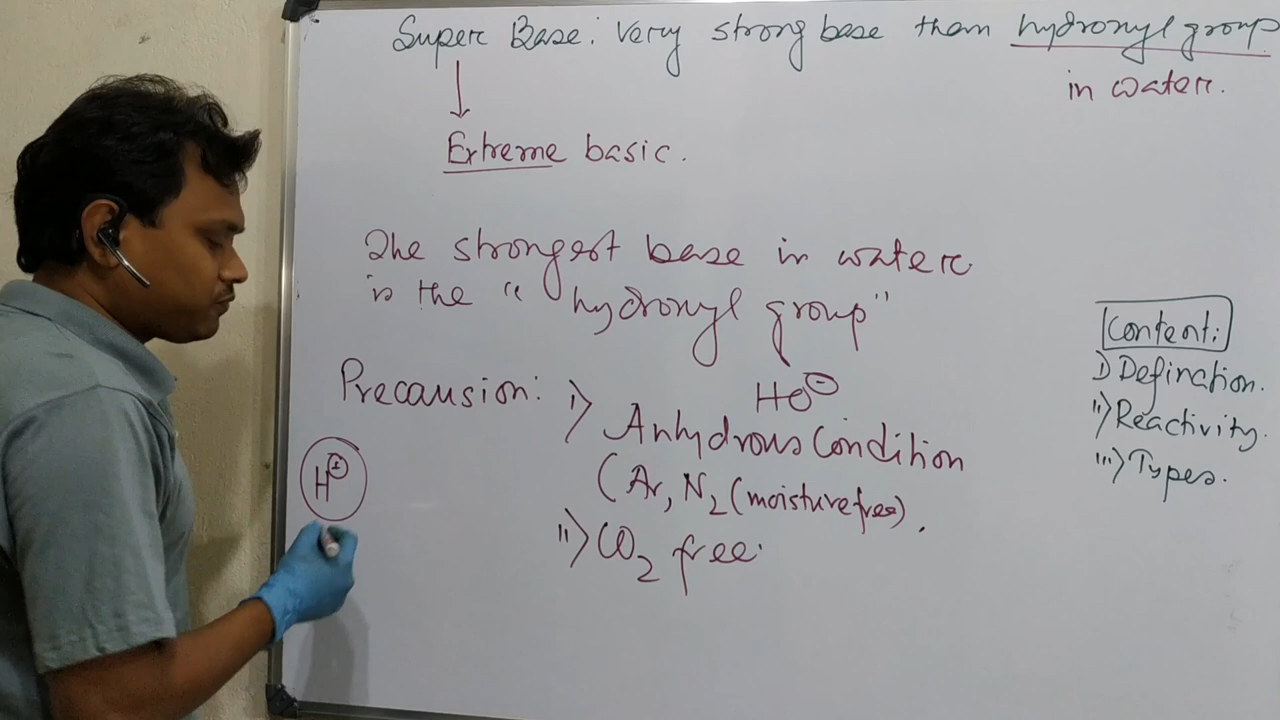 Super Base: Very strong base than hydroxyl group
in water.
Extreme basic.
The strongest base in water
is the "hydroxyl group"
HO⊖
Precausion: i) Anhydrous Condition
(Ar, N2 (moisture free).
ii) CO2 free.
H⊕
Content:
i) Defination.
ii) Reactivity.
iii) Types.